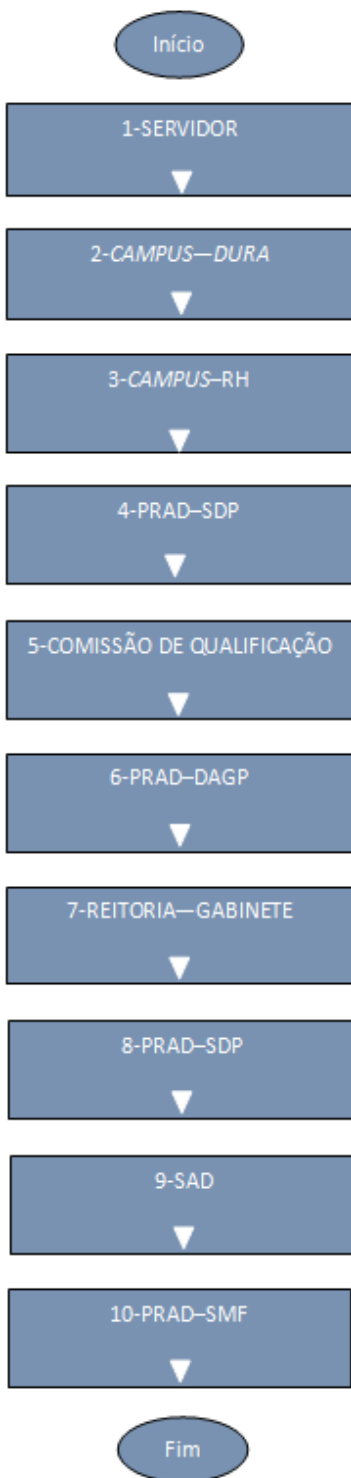 Início
1-SERVIDOR
2-CAMPUS—DURA
3-CAMPUS–RH
4-PRAD–SDP
5-COMISSÃO DE QUALIFICAÇÃO
6-PRAD–DAGP
7-REITORIA—GABINETE
8-PRAD–SDP
9-SAD
10-PRAD–SMF
Fim